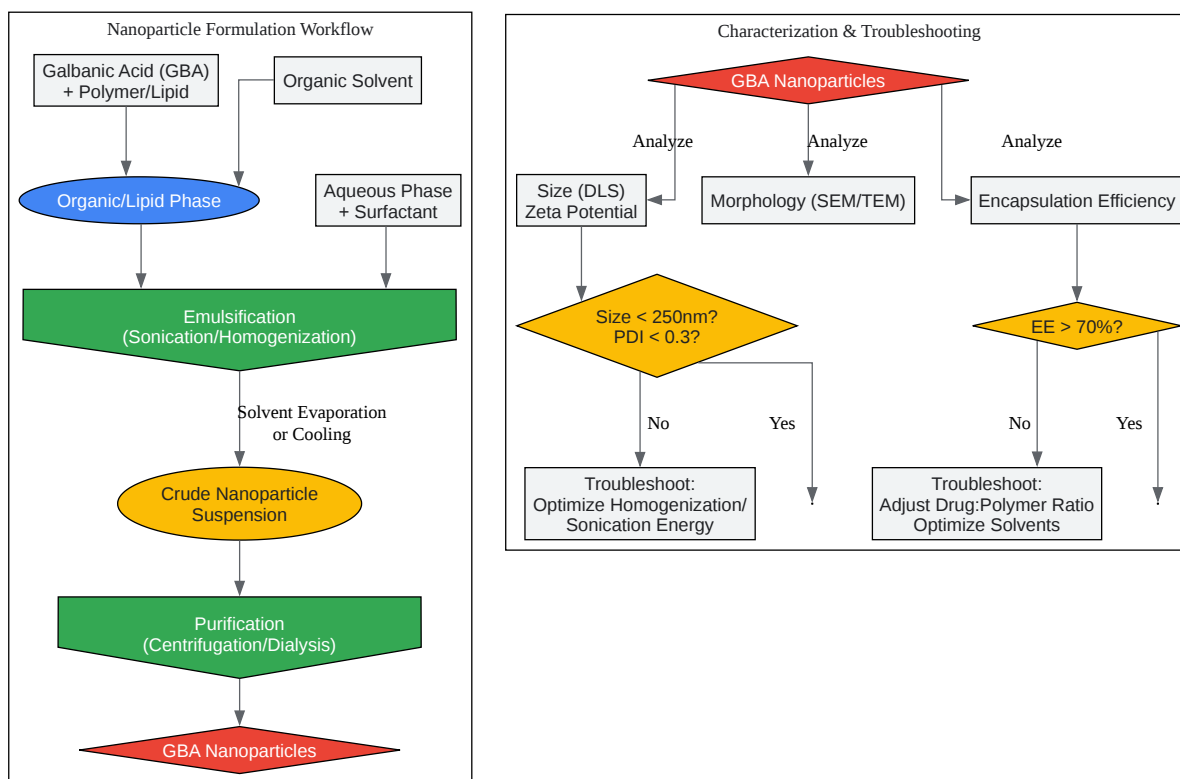 Nanoparticle Formulation Workflow
Galbanic Acid (GBA)
+ Polymer/Lipid
Organic Solvent
Organic/Lipid Phase
Aqueous Phase
+ Surfactant
Emulsification
(Sonication/Homogenization)
Solvent Evaporation
or Cooling
Crude Nanoparticle
Suspension
Purification
(Centrifugation/Dialysis)
GBA Nanoparticles
Characterization & Troubleshooting
GBA Nanoparticles
Analyze
Analyze
Analyze
Size (DLS)
Zeta Potential
Morphology (SEM/TEM)
Encapsulation Efficiency
Size < 250nm?
PDI < 0.3?
EE > 70%?
No
Yes
No
Yes
Troubleshoot:
Optimize Homogenization/
Sonication Energy
Troubleshoot:
Adjust Drug:Polymer Ratio
Optimize Solvents